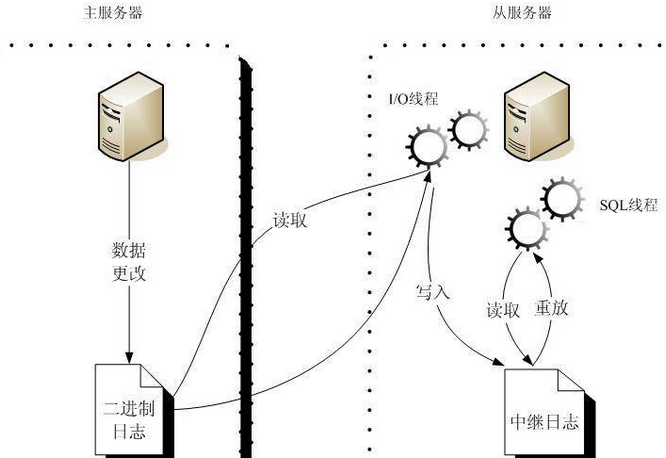 主服务器
从服务器
I/O线程
SQL线程
读取
数据
更改
写入
读取
重放
二进制
日志
中继日志